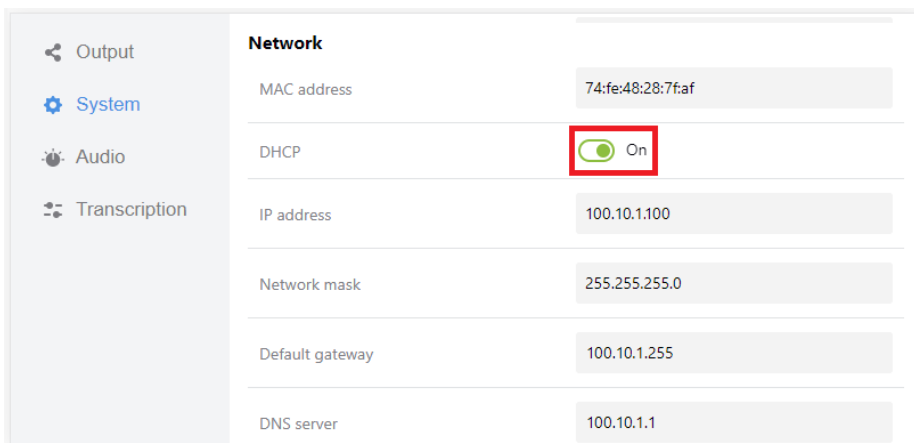 Output
System
Audio
Transcription
Network
MAC address 74:fe:48:28:7f:af
DHCP On
IP address 100.10.1.100
Network mask 255.255.255.0
Default gateway 100.10.1.255
DNS server 100.10.1.1